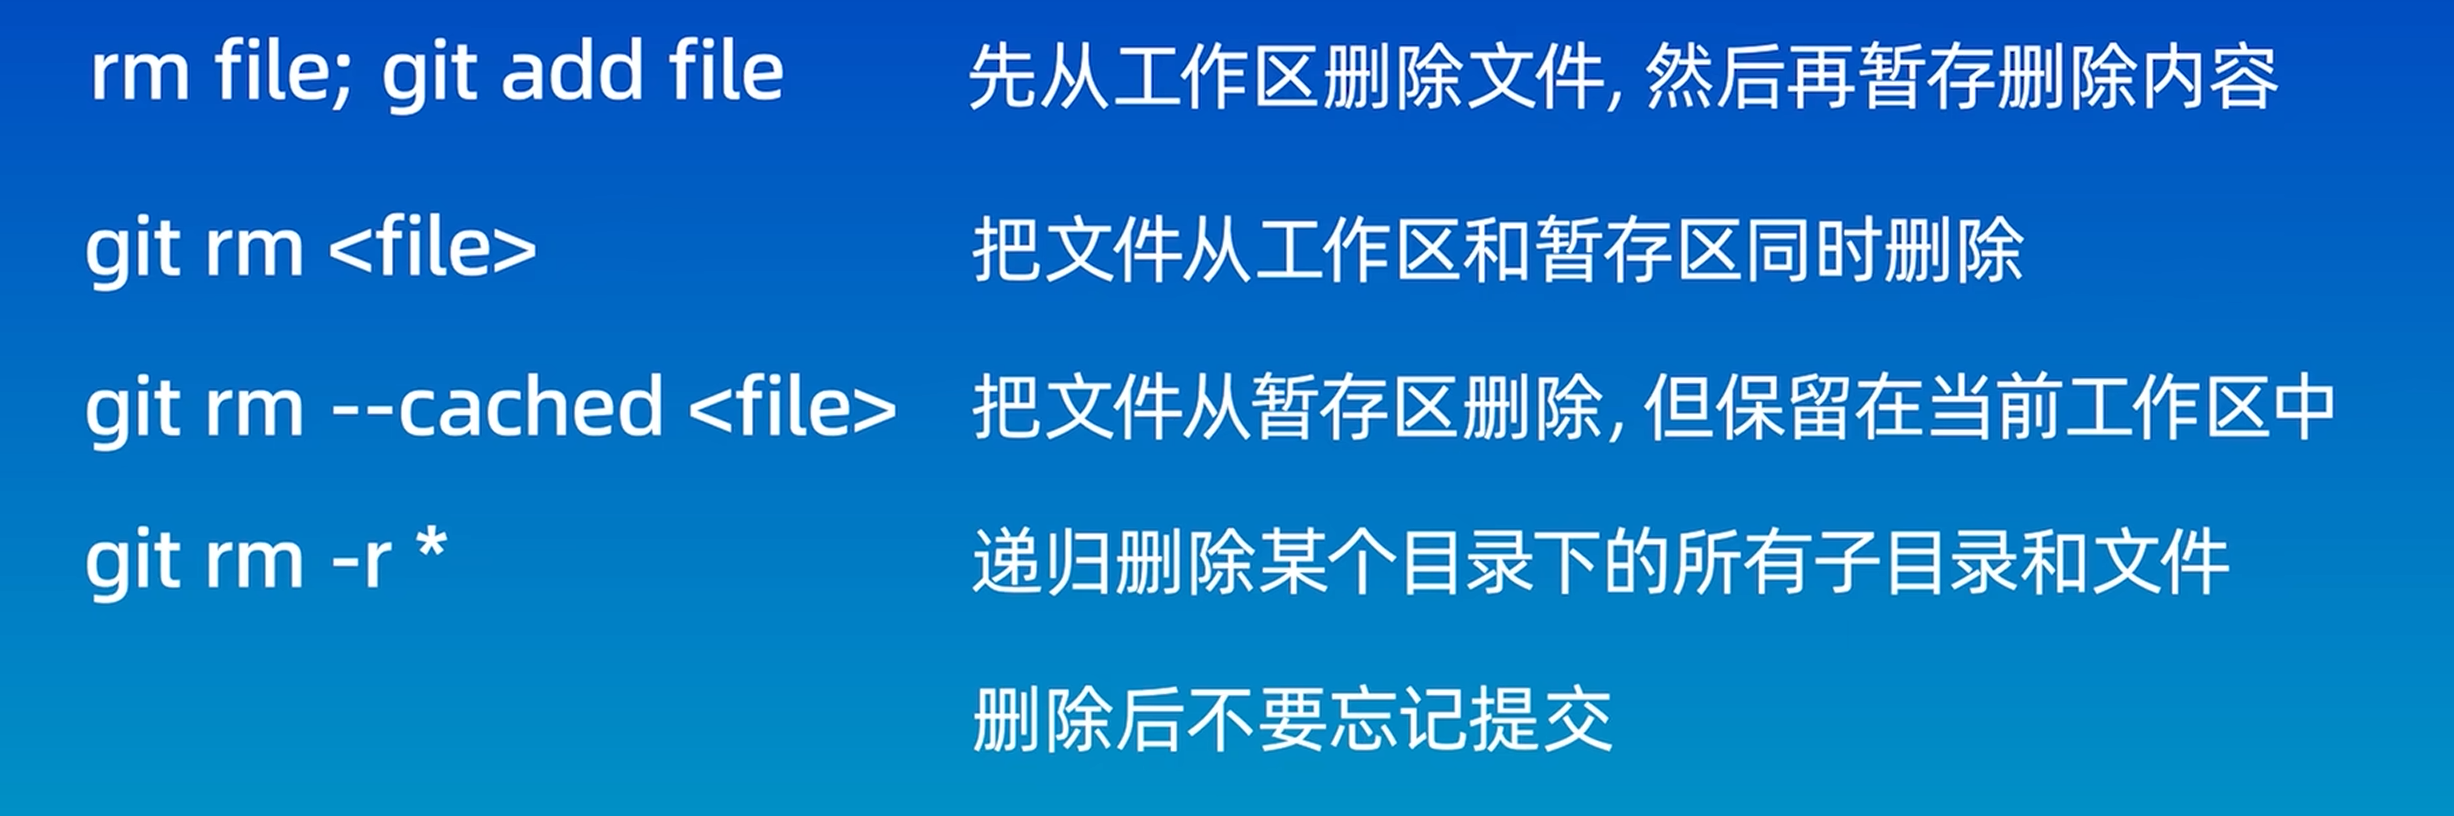 rm file; git add file 先从工作区删除文件, 然后再暂存删除内容
git rm <file> 把文件从工作区和暂存区同时删除
git rm --cached <file> 把文件从暂存区删除, 但保留在当前工作区中
git rm -r * 递归删除某个目录下的所有子目录和文件
删除后不要忘记提交